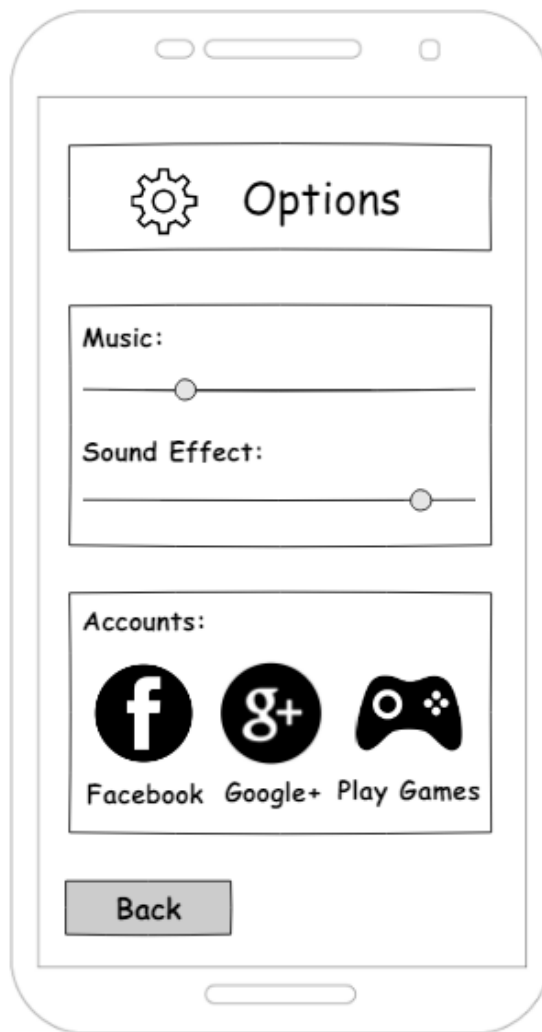 Options
Music:
Sound Effect:
Accounts:
f g+
Facebook Google+ Play Games
Back